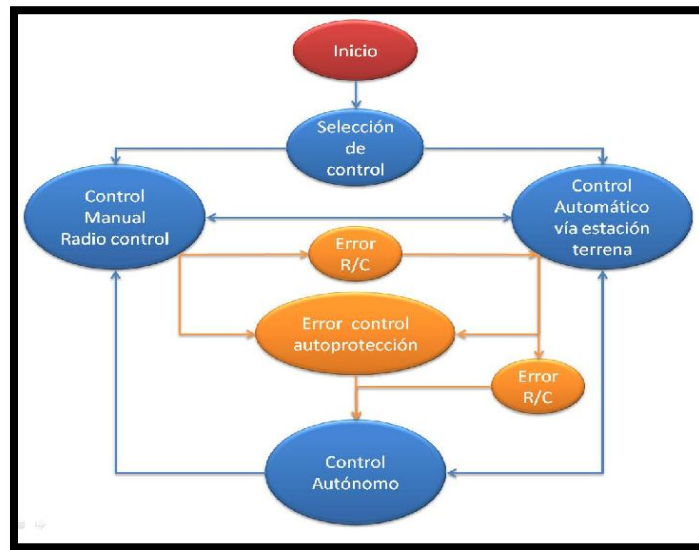 Inicio
Selección
de
control
Control
Manual
Radio control
Control
Automático
vía estación
terrena
Error
R/C
Error control
autoprotección
Error
R/C
Control
Autónomo